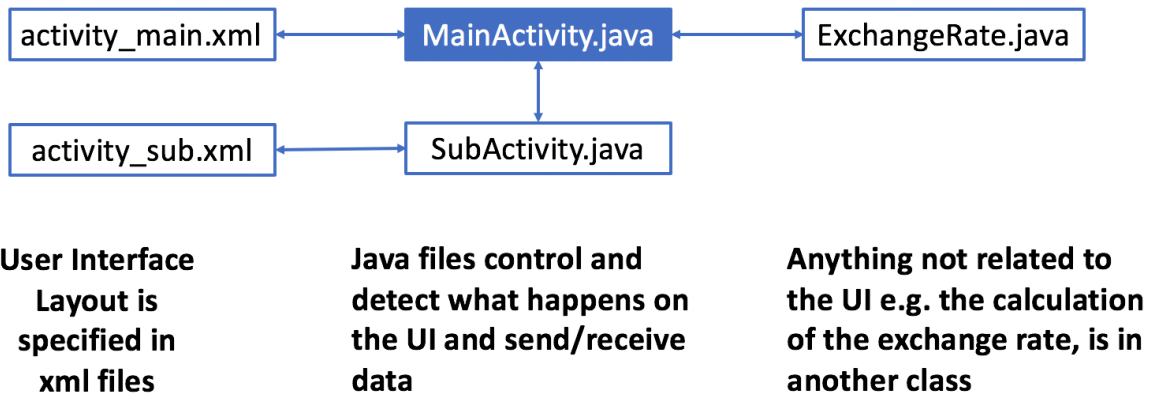 activity_main.xml
MainActivity.java
ExchangeRate.java
activity_sub.xml
SubActivity.java
User Interface
Layout is
specified in
xml files
Java files control and
detect what happens on
the UI and send/receive
data
Anything not related to
the UI e.g. the calculation
of the exchange rate, is in
another class